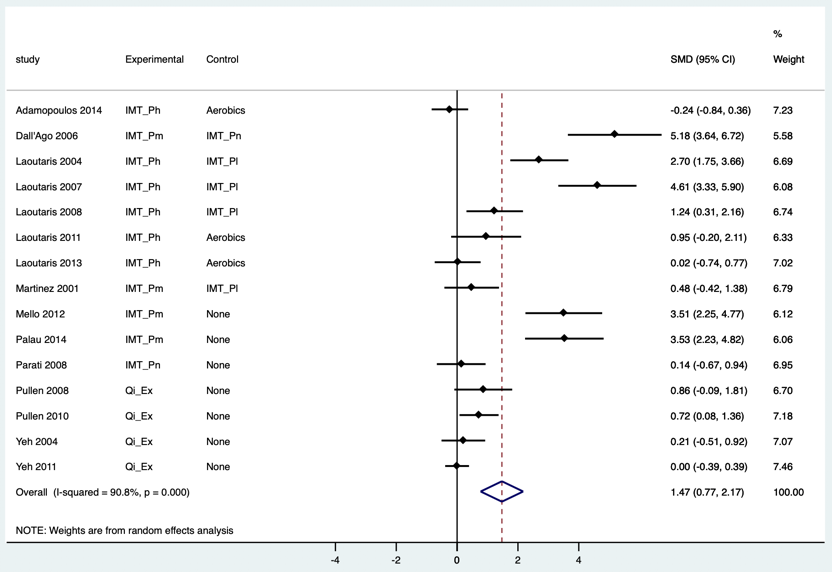 %
study Experimental Control SMD (95% CI) Weight
Adamopoulos 2014 IMT_Ph Aerobics -0.24 (-0.84, 0.36) 7.23
Dall'Ago 2006 IMT_Pm IMT_Pn 5.18 (3.64, 6.72) 5.58
Laoutaris 2004 IMT_Ph IMT_Pl 2.70 (1.75, 3.66) 6.69
Laoutaris 2007 IMT_Ph IMT_Pl 4.61 (3.33, 5.90) 6.08
Laoutaris 2008 IMT_Ph IMT_Pl 1.24 (0.31, 2.16) 6.74
Laoutaris 2011 IMT_Ph Aerobics 0.95 (-0.20, 2.11) 6.33
Laoutaris 2013 IMT_Ph Aerobics 0.02 (-0.74, 0.77) 7.02
Martinez 2001 IMT_Pm IMT_Pl 0.48 (-0.42, 1.38) 6.79
Mello 2012 IMT_Pm None 3.51 (2.25, 4.77) 6.12
Palau 2014 IMT_Pm None 3.53 (2.23, 4.82) 6.06
Parati 2008 IMT_Pn None 0.14 (-0.67, 0.94) 6.95
Pullen 2008 Qi_Ex None 0.86 (-0.09, 1.81) 6.70
Pullen 2010 Qi_Ex None 0.72 (0.08, 1.36) 7.18
Yeh 2004 Qi_Ex None 0.21 (-0.51, 0.92) 7.07
Yeh 2011 Qi_Ex None 0.00 (-0.39, 0.39) 7.46
Overall (I-squared = 90.8%, p = 0.000) 1.47 (0.77, 2.17) 100.00
NOTE: Weights are from random effects analysis
-4 -2 0 2 4